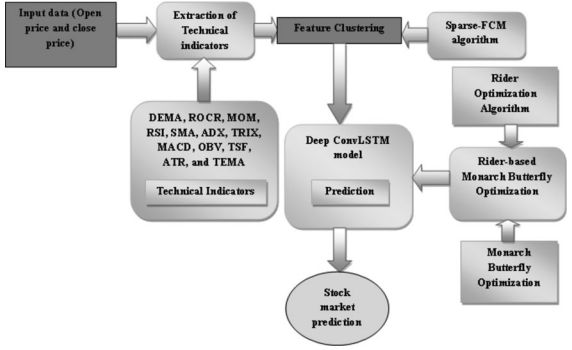 Input data (Open
price and close
price)
Extraction of
Technical
indicators
Feature Clustering
Sparse-FCM
algorithm
DEMA, ROCR, MOM,
RSI, SMA, ADX, TRIX,
MACD, OBV, TSF,
ATR, and TEMA
Technical Indicators
Deep ConvLSTM
model
Prediction
Rider
Optimization
Algorithm
Rider-based
Monarch Butterfly
Optimization
Monarch
Butterfly
Optimization
Stock
market
prediction